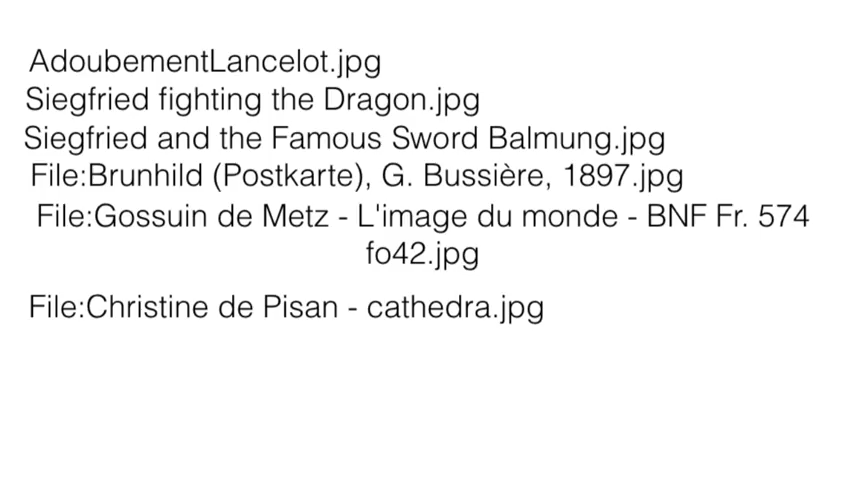 AdoubementLancelot.jpg
Siegfried fighting the Dragon.jpg
Siegfried and the Famous Sword Balmung.jpg
File:Brunhild (Postkarte), G. Bussière, 1897.jpg
File:Gossuin de Metz - L'image du monde - BNF Fr. 574
fo42.jpg
File:Christine de Pisan - cathedra.jpg